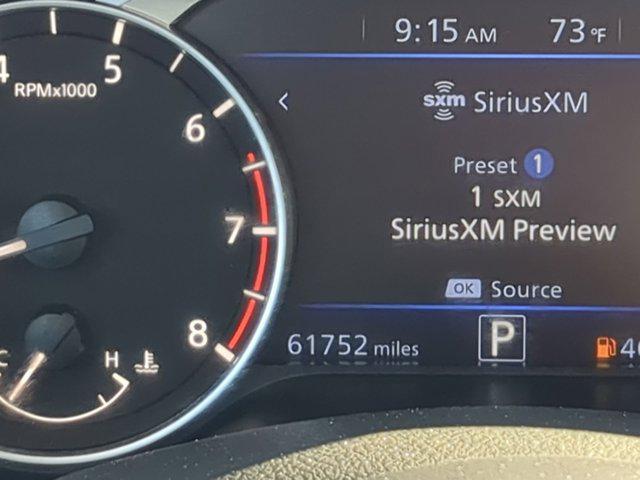 9:15 AM 73°F
4 5
RPMx1000
6
7
8
C H
sxm SiriusXM
Preset 1
1 SXM
SiriusXM Preview
OK Source
61752 miles P